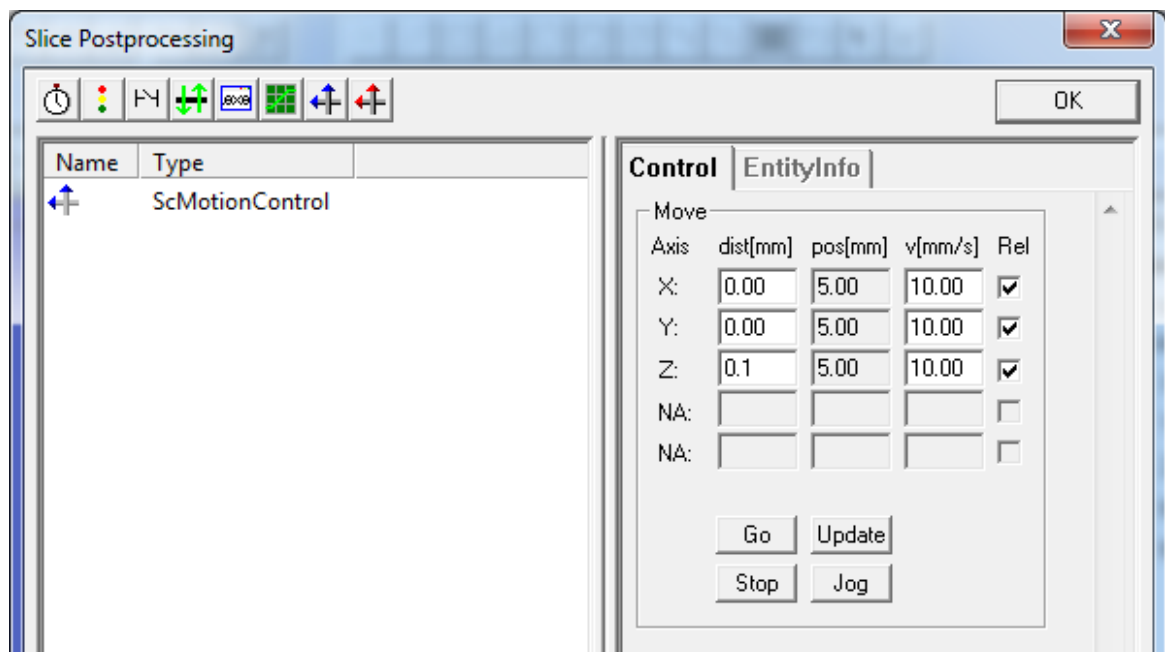 Slice Postprocessing
x
.exe
OK
Name Type
ScMotionControl
Control EntityInfo
Move
Axis dist[mm] pos[mm] v[mm/s] Rel
X: 0.00 5.00 10.00
Y: 0.00 5.00 10.00
Z: 0.1 5.00 10.00
NA:
NA:
Go Update
Stop Jog